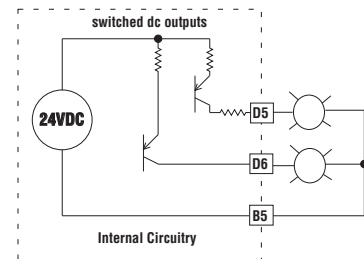 switched dc outputs
24VDC
D5
D6
B5
Internal Circuitry